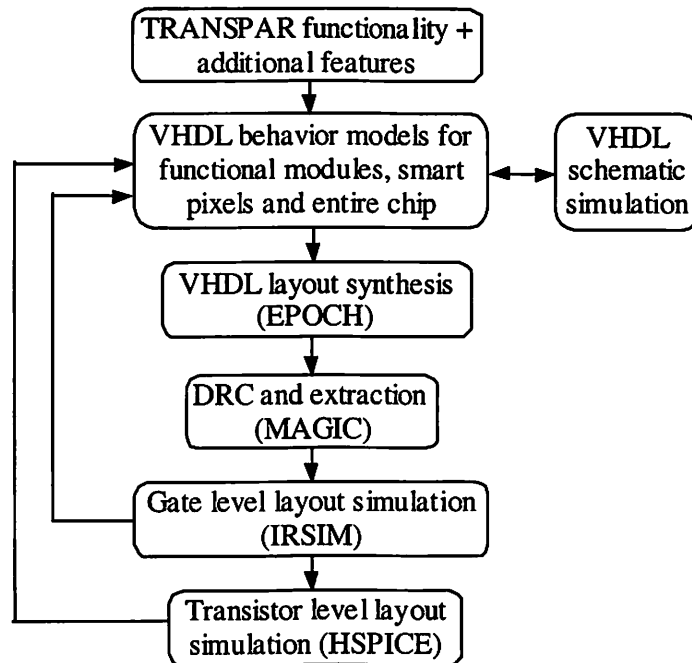 TRANSPAR functionality +
additional features
VHDL behavior models for
functional modules, smart
pixels and entire chip
VHDL
schematic
simulation
VHDL layout synthesis
(EPOCH)
DRC and extraction
(MAGIC)
Gate level layout simulation
(IRSIM)
Transistor level layout
simulation (HSPICE)